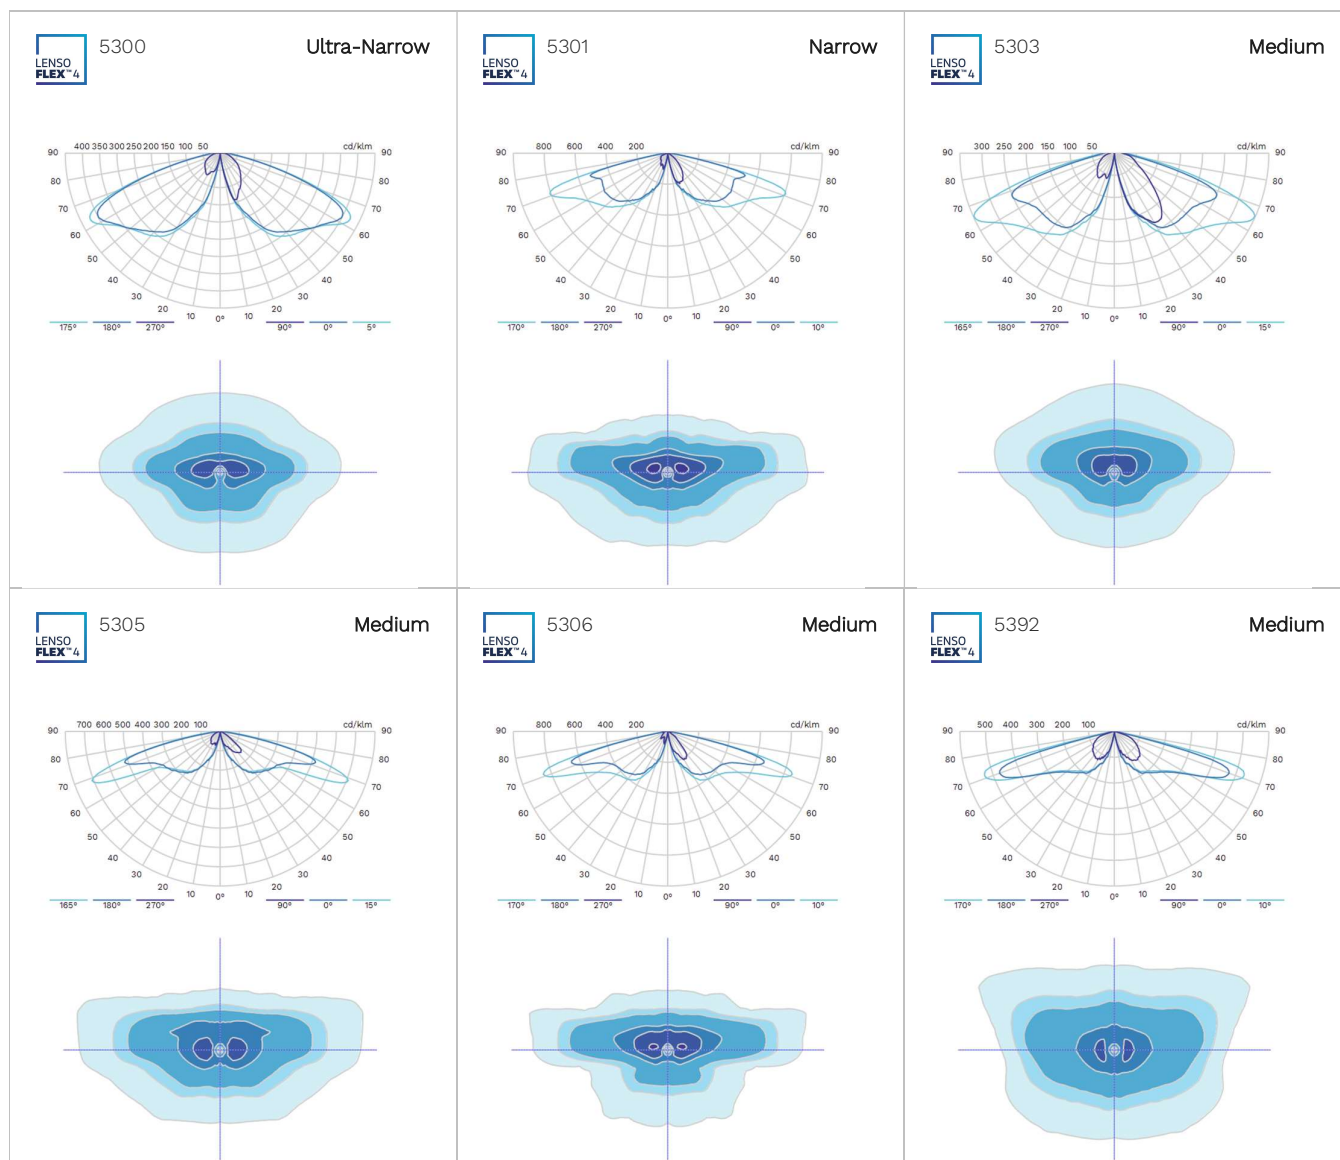 5300 Ultra-Narrow
LENSO
FLEX™4
400 350 300 250 200 150 100 50 cd/klm
90 90
80 80
70 70
60 60
50 50
40 40
30 30
20 20
10 0° 10
175° 180° 270° 90° 0° 5°
5301 Narrow
LENSO
FLEX™4
800 600 400 200 cd/klm
90 90
80 80
70 70
60 60
50 50
40 40
30 30
20 20
10 0° 10
170° 180° 270° 90° 0° 10°
5303 Medium
LENSO
FLEX™4
300 250 200 150 100 50 cd/klm
90 90
80 80
70 70
60 60
50 50
40 40
30 30
20 20
10 0° 10
165° 180° 270° 90° 0° 15°
5305 Medium
LENSO
FLEX™4
700 600 500 400 300 200 100 cd/klm
90 90
80 80
70 70
60 60
50 50
40 40
30 30
20 20
10 0° 10
165° 180° 270° 90° 0° 15°
5306 Medium
LENSO
FLEX™4
800 600 400 200 cd/klm
90 90
80 80
70 70
60 60
50 50
40 40
30 30
20 20
10 0° 10
170° 180° 270° 90° 0° 10°
5392 Medium
LENSO
FLEX™4
500 400 300 200 100 cd/klm
90 90
80 80
70 70
60 60
50 50
40 40
30 30
20 20
10 0° 10
170° 180° 270° 90° 0° 10°